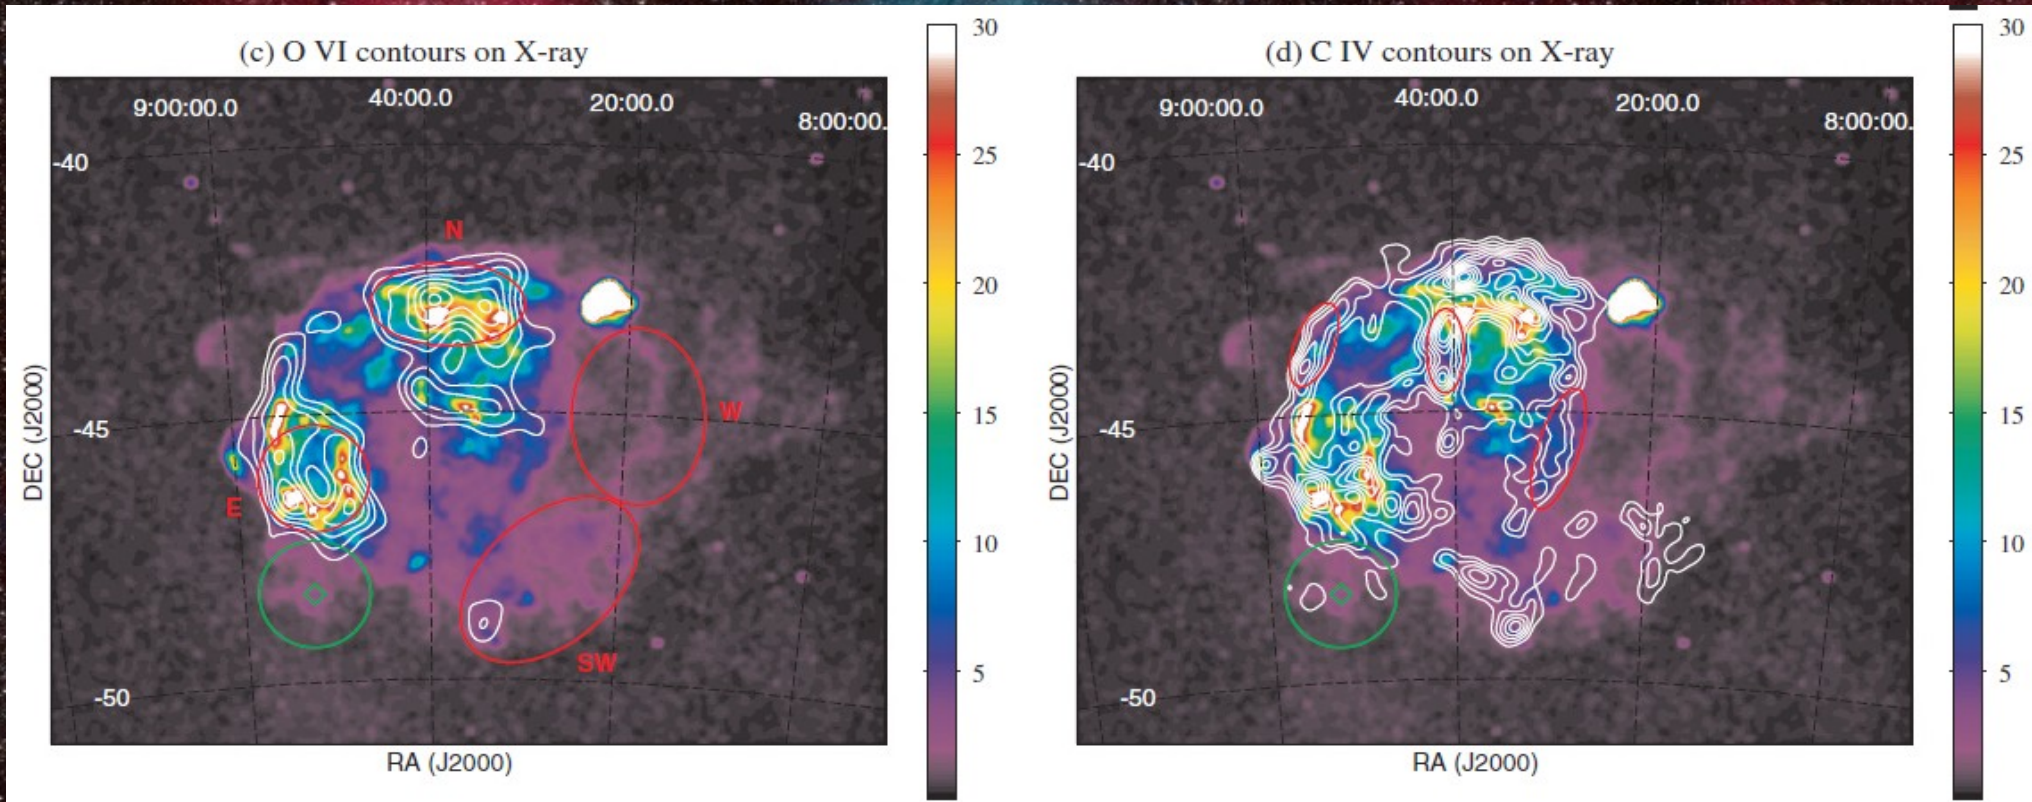 (c) O VI contours on X-ray
9:00:00.0
40:00.0
20:00.0
8:00:00.
-40
-45
-50
N
W
E
SW
DEC (J2000)
RA (J2000)
30
25
20
15
10
5
(d) C IV contours on X-ray
9:00:00.0
40:00.0
20:00.0
8:00:00.
-40
-45
-50
DEC (J2000)
RA (J2000)
30
25
20
15
10
5